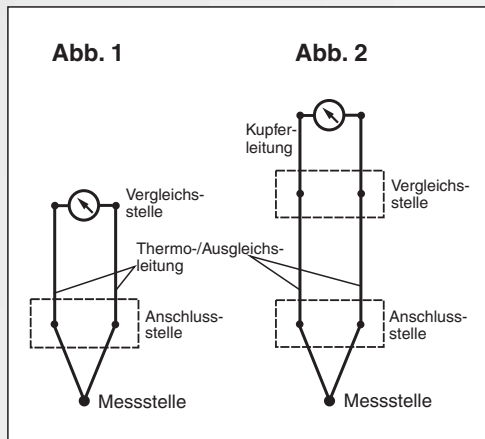 Abb. 1
Abb. 2
Kupfer-
leitung
Vergleichs-
stelle
Vergleichs-
stelle
Thermo-/Ausgleichs-
leitung
Anschluss-
stelle
Anschluss-
stelle
Messstelle
Messstelle